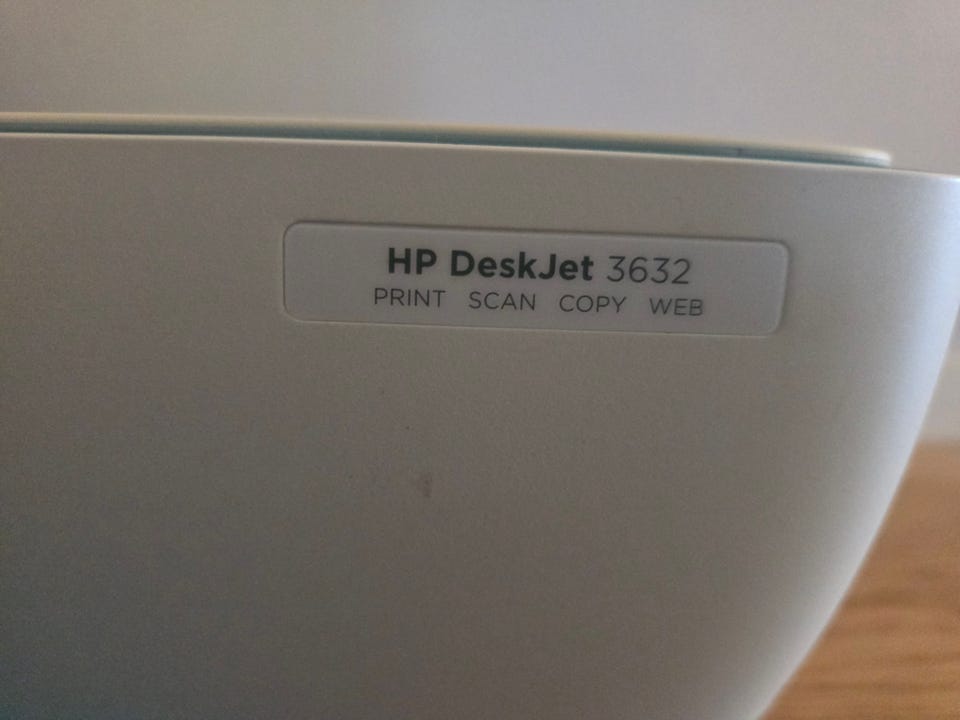 HP DeskJet 3632
PRINT SCAN COPY WEB